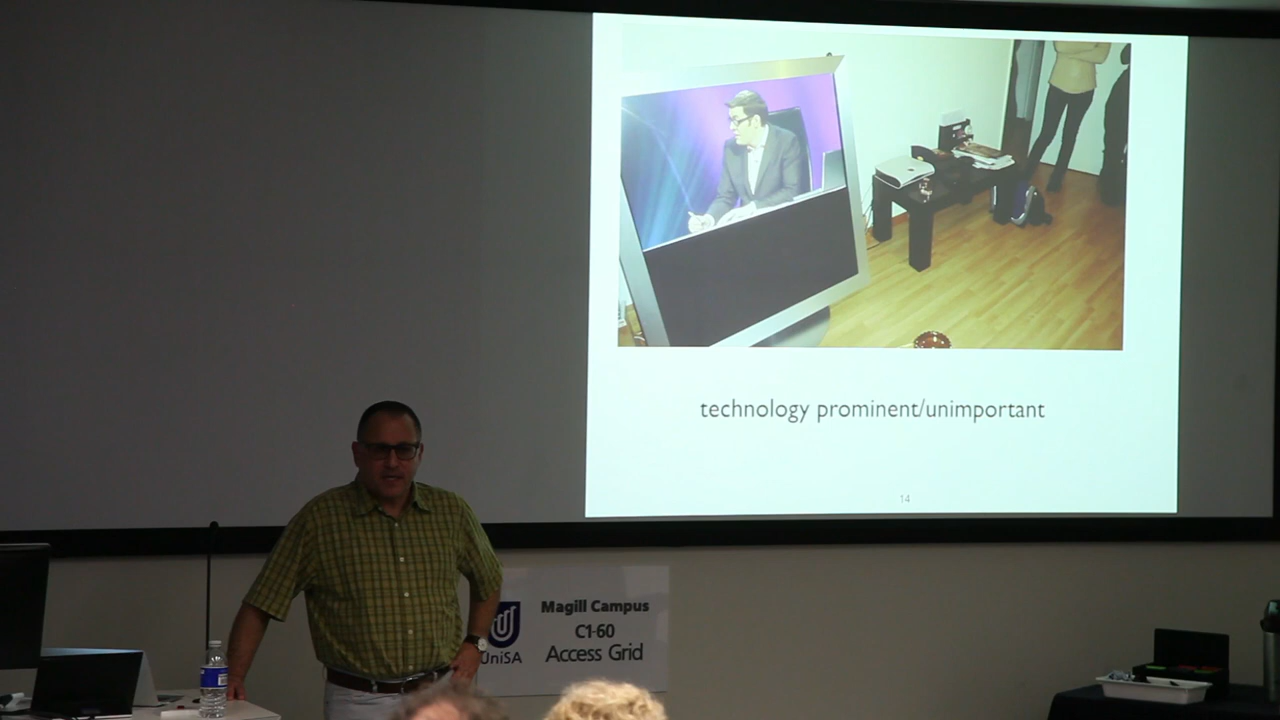 technology prominent/unimportant
14
Magill Campus
C1-60
Access Grid
UniSA